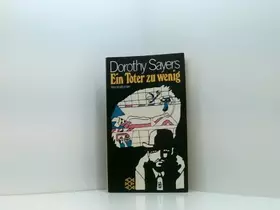 Dorothy Sayers
Ein Toter zu wenig